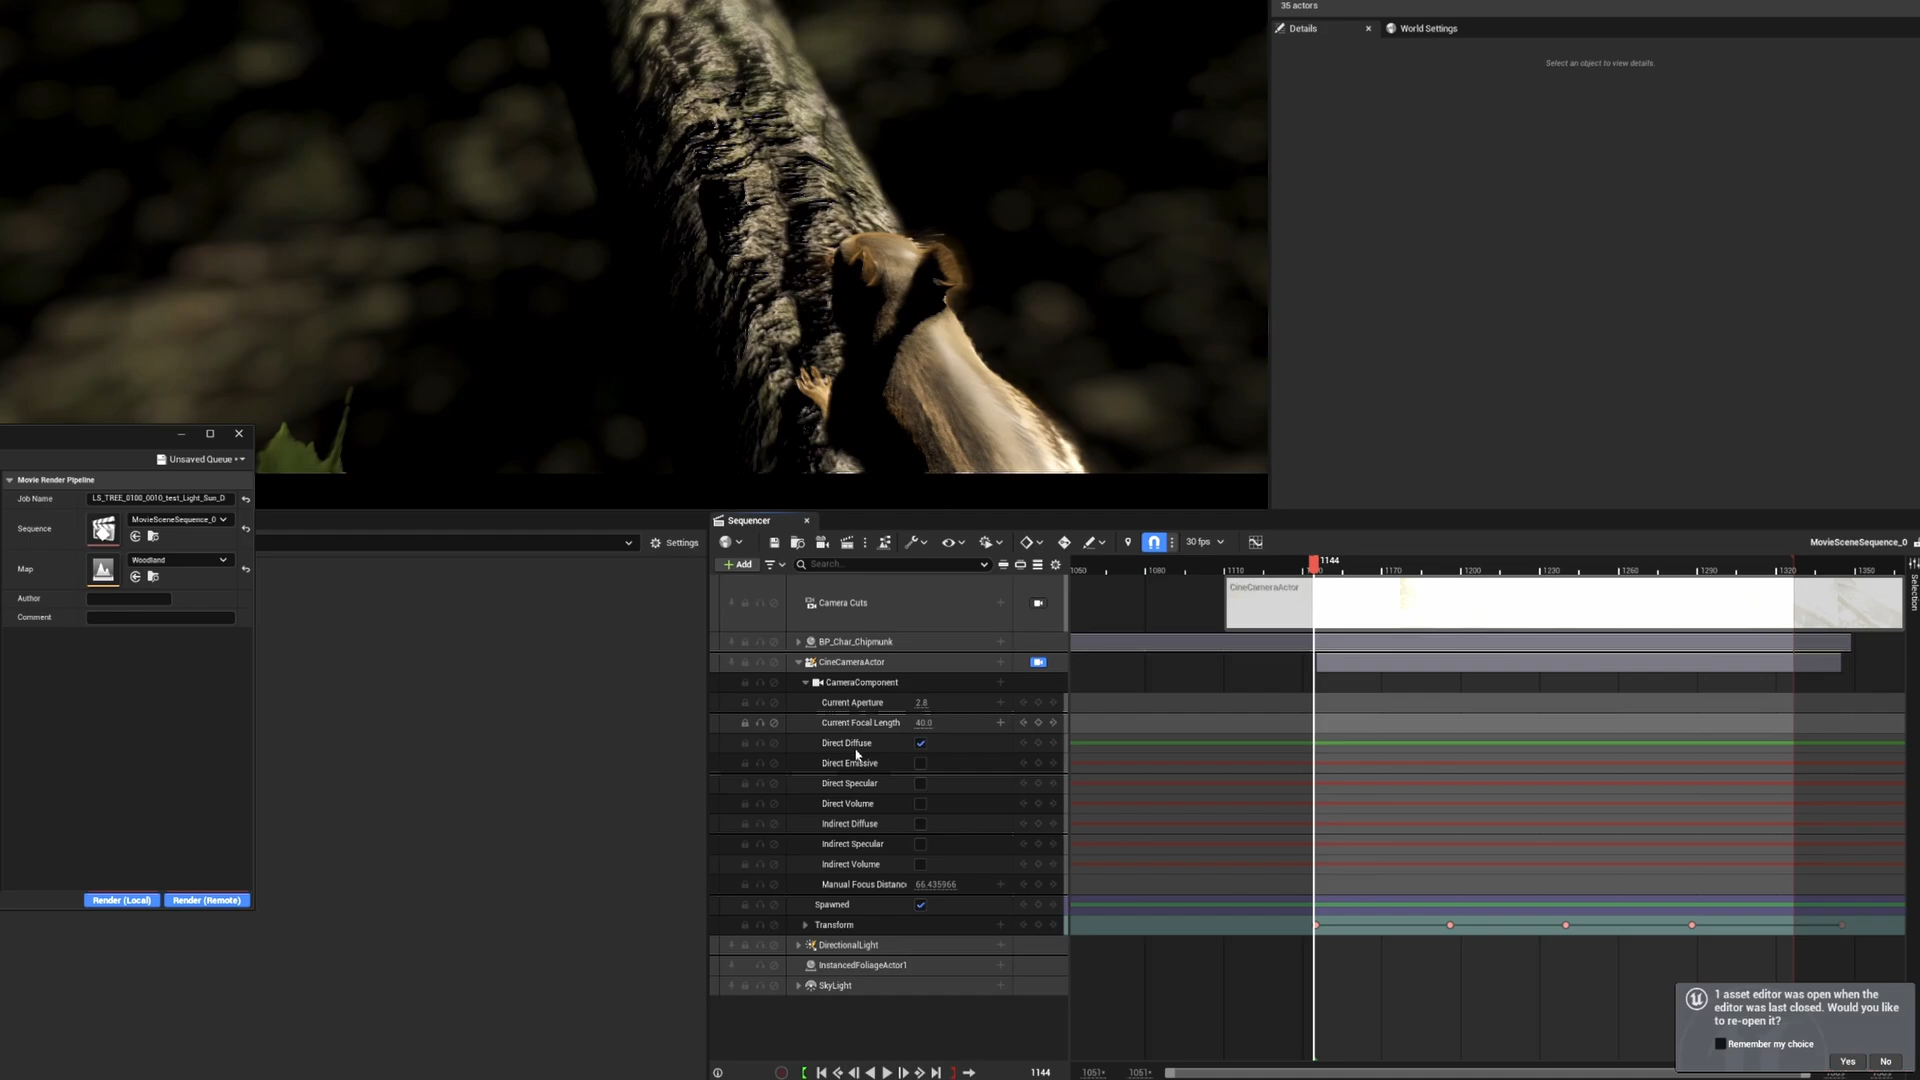 35 actors
Details
World Settings
Select an object to view details.
Unsaved Queue •
Movie Render Pipeline
Job Name
LS_TREE_0100_0010_test_Light_Sun_D
Sequence
MovieSceneSequence_0
Map
Woodland
Author
Comment
Render (Local)
Render (Remote)
Settings
Sequencer
30 fps
MovieSceneSequence_0
Add
Search...
1144
1050
1080
1110
1170
1200
1230
1260
1290
1320
1350
Selection
Camera Cuts
CineCameraActor
BP_Char_Chipmunk
CineCameraActor
CameraComponent
Current Aperture
2.8
Current Focal Length
40.0
Direct Diffuse
Direct Emissive
Direct Specular
Direct Volume
Indirect Diffuse
Indirect Specular
Indirect Volume
Manual Focus Distanc
66.435966
Spawned
Transform
DirectionalLight
InstancedFoliageActor1
SkyLight
1144
1051+
1051+
1 asset editor was open when the
editor was last closed. Would you like
to re-open it?
Remember my choice
Yes
No